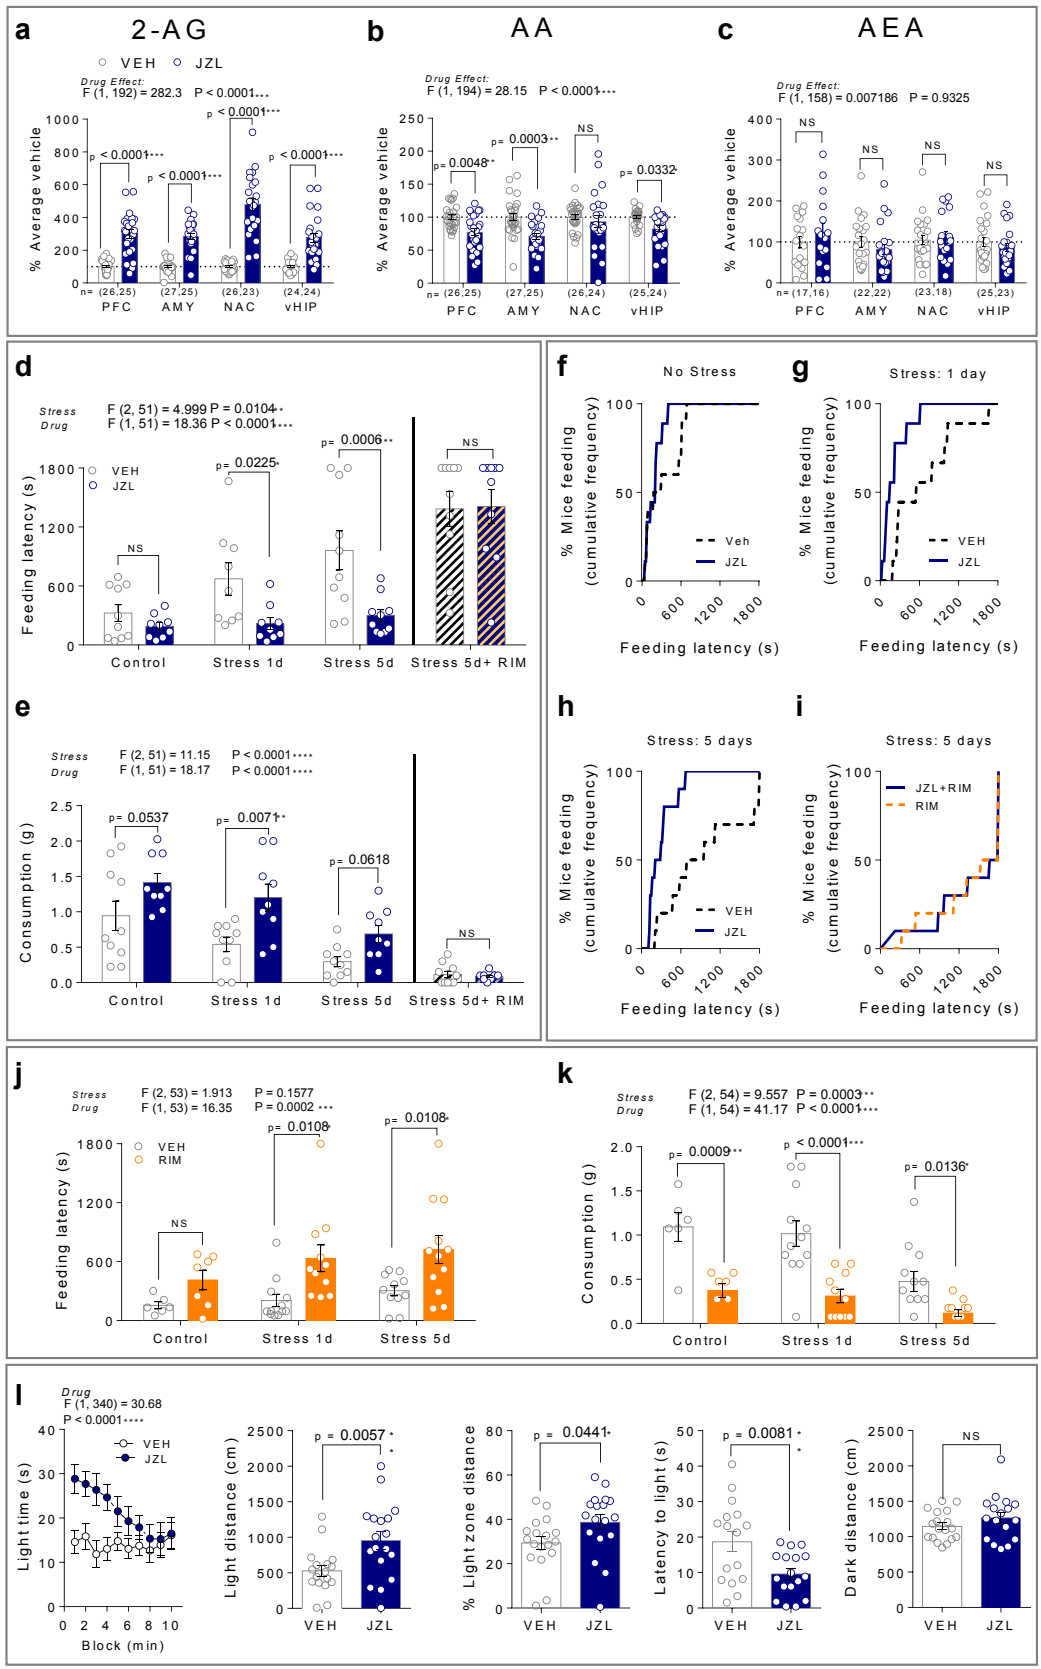 a 2-AG
VEH JZL
Drug Effect:
F (1, 192) = 282.3 P < 0.0001****
p < 0.0001****
p < 0.0001****
p < 0.0001****
p < 0.0001****
% Average vehicle
1000
800
600
400
200
0
n= (26,25) (27,25) (26,23) (24,24)
PFC AMY NAC vHIP
b AA
Drug Effect:
F (1, 194) = 28.15 P < 0.0001****
p= 0.0048**
p= 0.0003***
NS
p= 0.0332*
% Average vehicle
250
200
150
100
50
0
n= (26,25) (27,25) (26,24) (25,24)
PFC AMY NAC vHIP
c AEA
Drug Effect:
F (1, 158) = 0.007186 P = 0.9325
NS
NS
NS
NS
% Average vehicle
400
300
200
100
0
n= (17,16) (22,22) (23,18) (25,23)
PFC AMY NAC vHIP
d
Stress F (2, 51) = 4.999 P = 0.0104**
Drug F (1, 51) = 18.36 P < 0.0001****
VEH
JZL
NS
p= 0.0225*
p= 0.0006***
NS
Feeding latency (s)
1800
1200
600
0
Control Stress 1d Stress 5d Stress 5d+ RIM
e
Stress F (2, 51) = 11.15 P < 0.0001****
Drug F (1, 51) = 18.17 P < 0.0001****
p= 0.0537
p= 0.0071**
p= 0.0618
NS
Consumption (g)
2.5
2.0
1.5
1.0
0.5
0.0
Control Stress 1d Stress 5d Stress 5d+ RIM
f
No Stress
% Mice feeding
(cumulative frequency)
100
50
0
Veh
JZL
0 600 1200 1800
Feeding latency (s)
g
Stress: 1 day
% Mice feeding
(cumulative frequency)
100
50
0
VEH
JZL
0 600 1200 1800
Feeding latency (s)
h
Stress: 5 days
% Mice feeding
(cumulative frequency)
100
50
0
VEH
JZL
0 600 1200 1800
Feeding latency (s)
i
Stress: 5 days
% Mice feeding
(cumulative frequency)
100
50
0
JZL+RIM
RIM
0 600 1200 1800
Feeding latency (s)
j
Stress F (2, 53) = 1.913 P = 0.1577
Drug F (1, 53) = 16.35 P = 0.0002 ***
VEH
RIM
NS
p= 0.0108*
p= 0.0108*
Feeding latency (s)
1800
1200
600
0
Control Stress 1d Stress 5d
k
Stress F (2, 54) = 9.557 P = 0.0003***
Drug F (1, 54) = 41.17 P < 0.0001****
p= 0.0009***
p < 0.0001****
p= 0.0136*
Consumption (g)
2.0
1.5
1.0
0.5
0.0
Control Stress 1d Stress 5d
l
Drug
F (1, 340) = 30.68
P < 0.0001****
VEH
JZL
Light time (s)
40
30
20
10
0
0 2 4 6 8 10
Block (min)
p = 0.0057 *
*
Light distance (cm)
2500
2000
1500
1000
500
0
VEH JZL
p = 0.0441*
% Light zone distance
80
60
40
20
0
VEH JZL
p = 0.0081 *
*
Latency to light (s)
50
40
30
20
10
0
VEH JZL
NS
Dark distance (cm)
2500
2000
1500
1000
500
0
VEH JZL